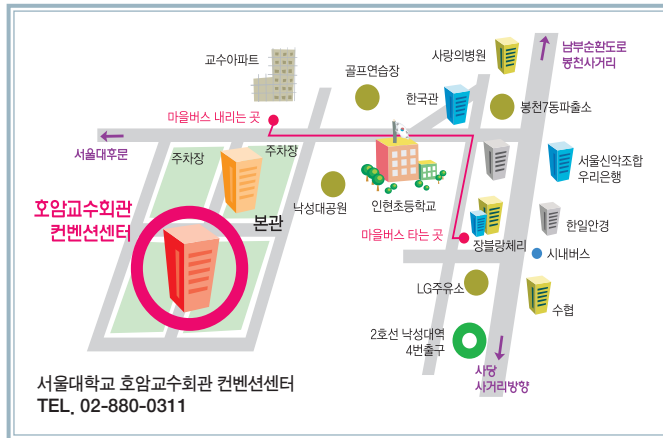 사랑의병원
남부순환도로
봉천사거리
교수아파트
골프연습장
한국관
봉천7동파출소
마을버스 내리는 곳
서울대후문
주차장
주차장
서울신악조합
우리은행
호암교수회관
컨벤션센터
본관
낙성대공원
인현초등학교
한일안경
마을버스 타는 곳
장블랑체리
시내버스
LG주유소
수협
2호선 낙성대역
4번출구
사당
사거리방향
서울대학교 호암교수회관 컨벤션센터
TEL. 02-880-0311